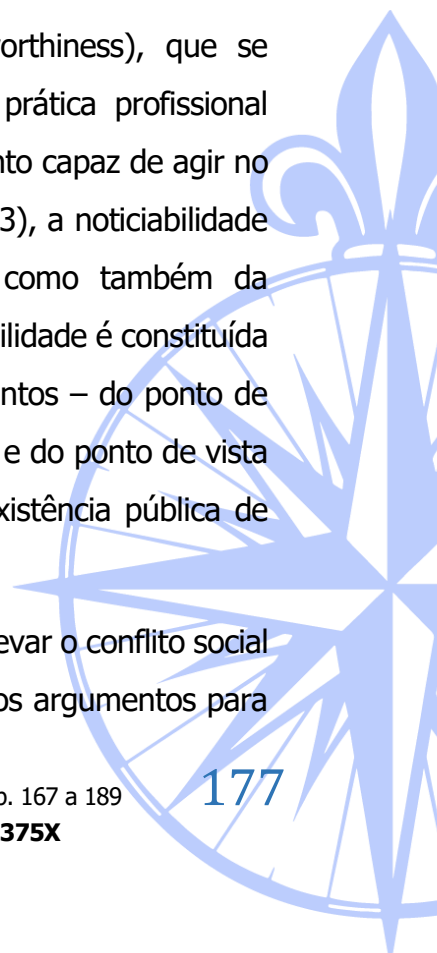 orthiness), que se
prática profissional
nto capaz de agir no
3), a noticiabilidade
como também da
ilidade é constituída
ntos – do ponto de
e do ponto de vista
xistência pública de
evar o conflito social
os argumentos para
p. 167 a 189
177
375X